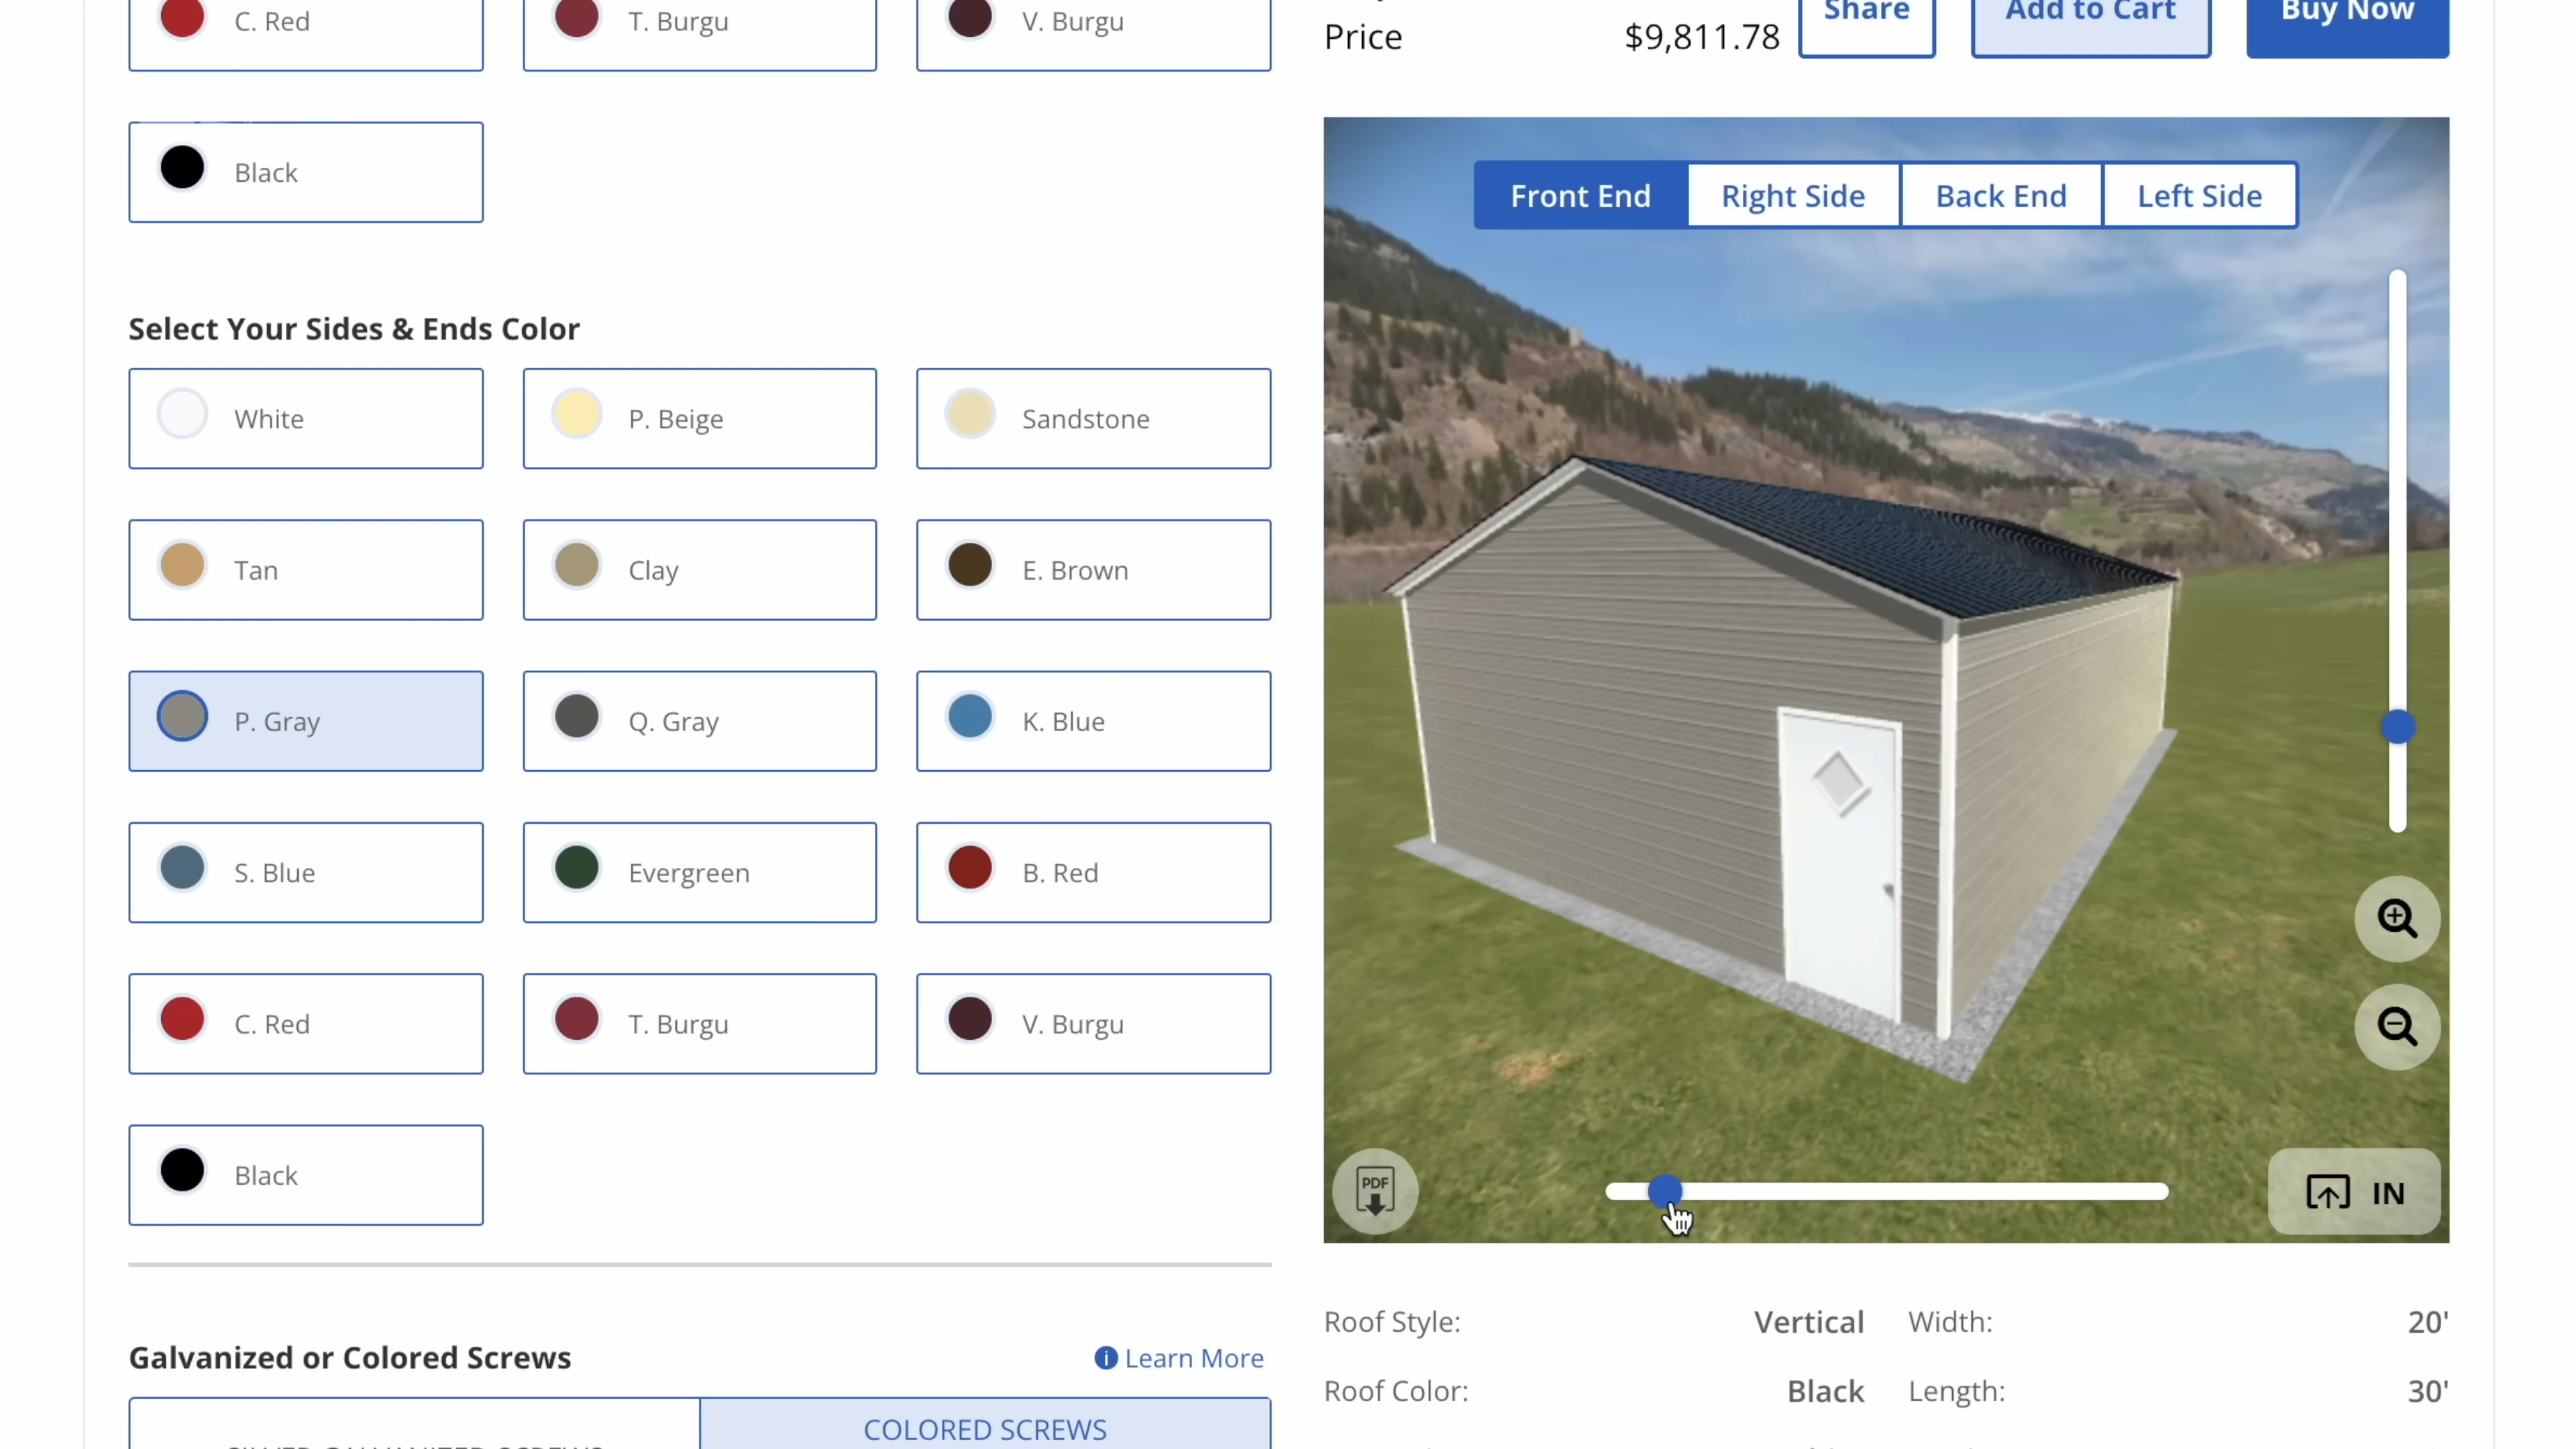 C. Red
T. Burgu
V. Burgu
Black
Select Your Sides & Ends Color
White
P. Beige
Sandstone
Tan
Clay
E. Brown
P. Gray
Q. Gray
K. Blue
S. Blue
Evergreen
B. Red
C. Red
T. Burgu
V. Burgu
Black
Galvanized or Colored Screws
Learn More
COLORED SCREWS
Price $9,811.78
Share
Add to Cart
Buy Now
Front End
Right Side
Back End
Left Side
PDF
IN
Roof Style: Vertical
Width: 20'
Roof Color: Black
Length: 30'